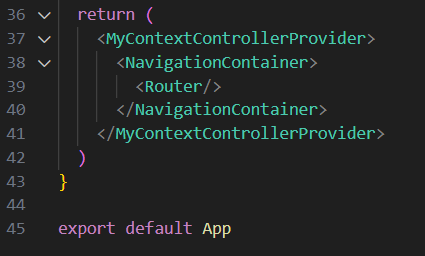 36 return (
37 <MyContextControllerProvider>
38 <NavigationContainer>
39 <Router/>
40 </NavigationContainer>
41 </MyContextControllerProvider>
42 )
43 }
44
45 export default App